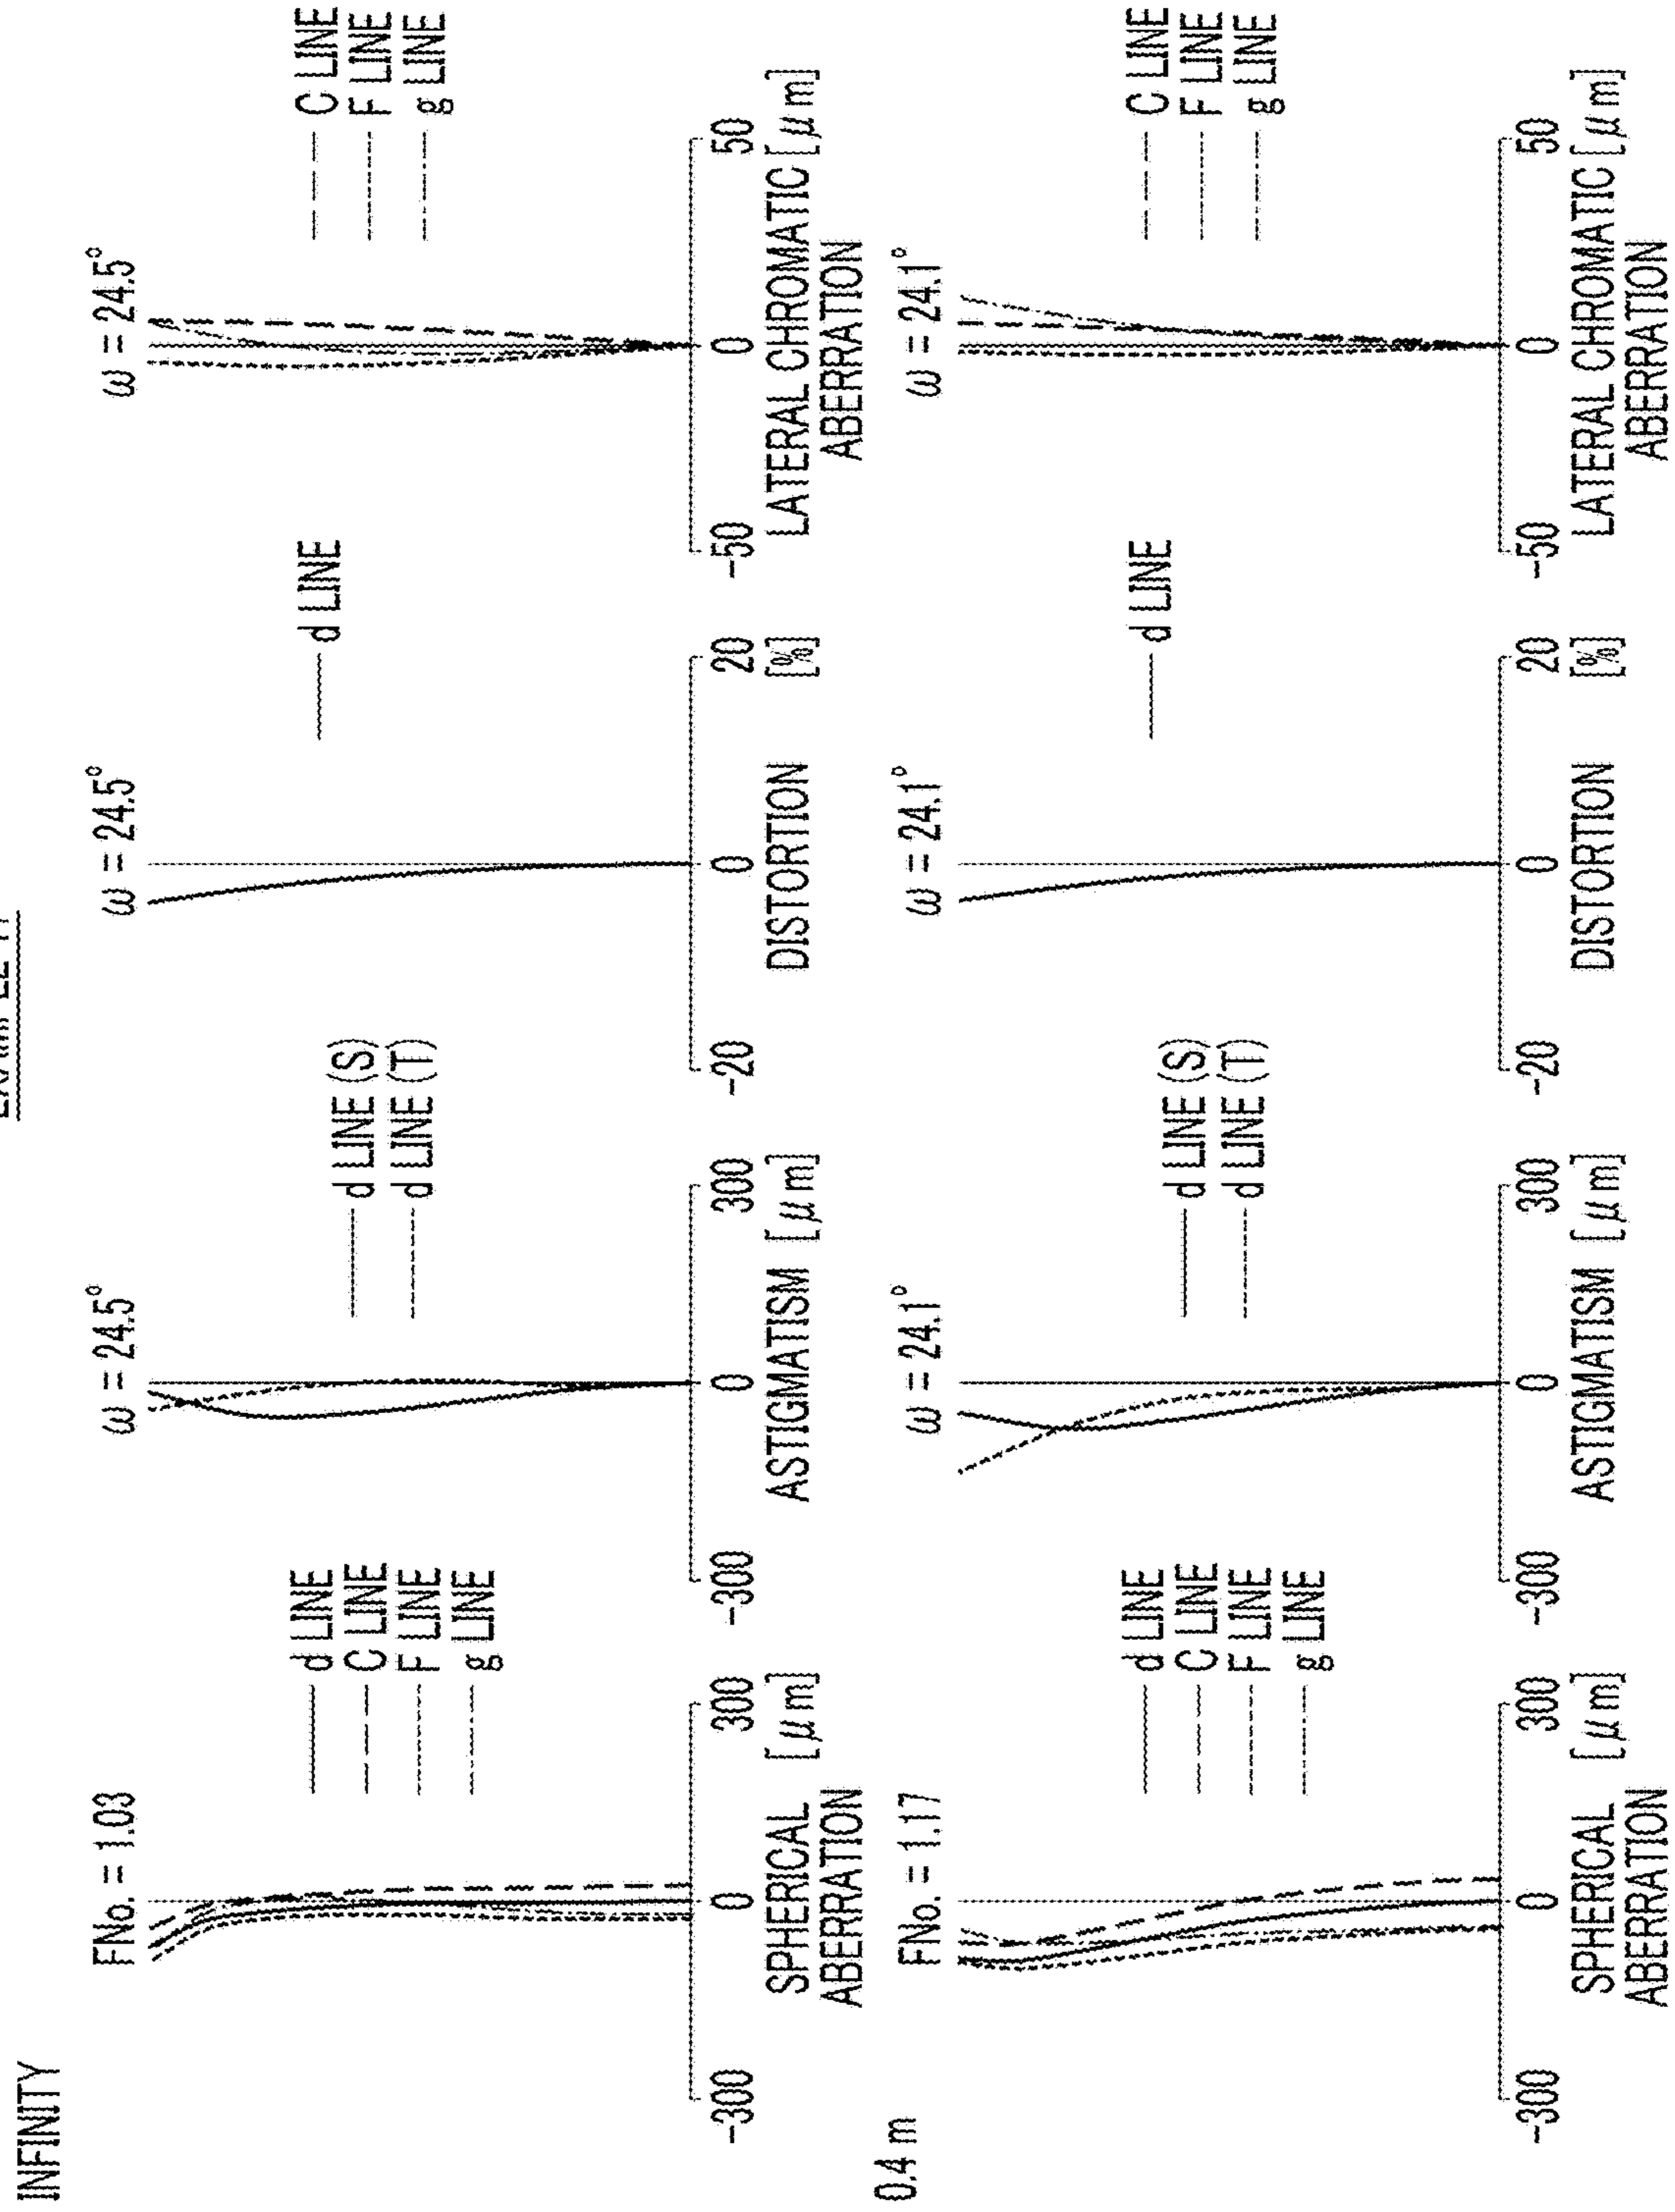 INFINITY
FNo. = 1.03
d LINE
C LINE
F LINE
g LINE
-300
0
300
SPHERICAL [μm]
ABERRATION
ω = 24.5°
d LINE (S)
d LINE (T)
-300
0
300
ASTIGMATISM [μm]
ω = 24.5°
d LINE
-20
0
20
DISTORTION [%]
ω = 24.5°
C LINE
F LINE
g LINE
-50
0
50
LATERAL CHROMATIC [μm]
ABERRATION
0.4 m
FNo. = 1.17
d LINE
C LINE
F LINE
g LINE
-300
0
300
SPHERICAL [μm]
ABERRATION
ω = 24.1°
d LINE (S)
d LINE (T)
-300
0
300
ASTIGMATISM [μm]
ω = 24.1°
d LINE
-20
0
20
DISTORTION [%]
ω = 24.1°
C LINE
F LINE
g LINE
-50
0
50
LATERAL CHROMATIC [μm]
ABERRATION